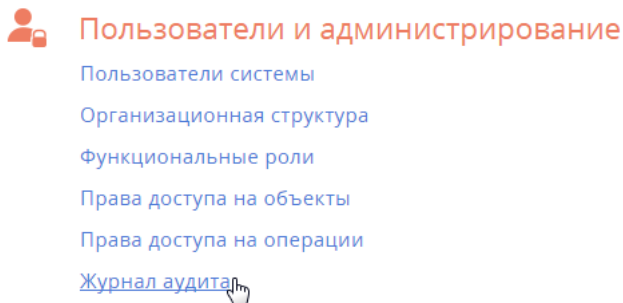 Пользователи и администрирование
Пользователи системы
Организационная структура
Функциональные роли
Права доступа на объекты
Права доступа на операции
Журнал аудита